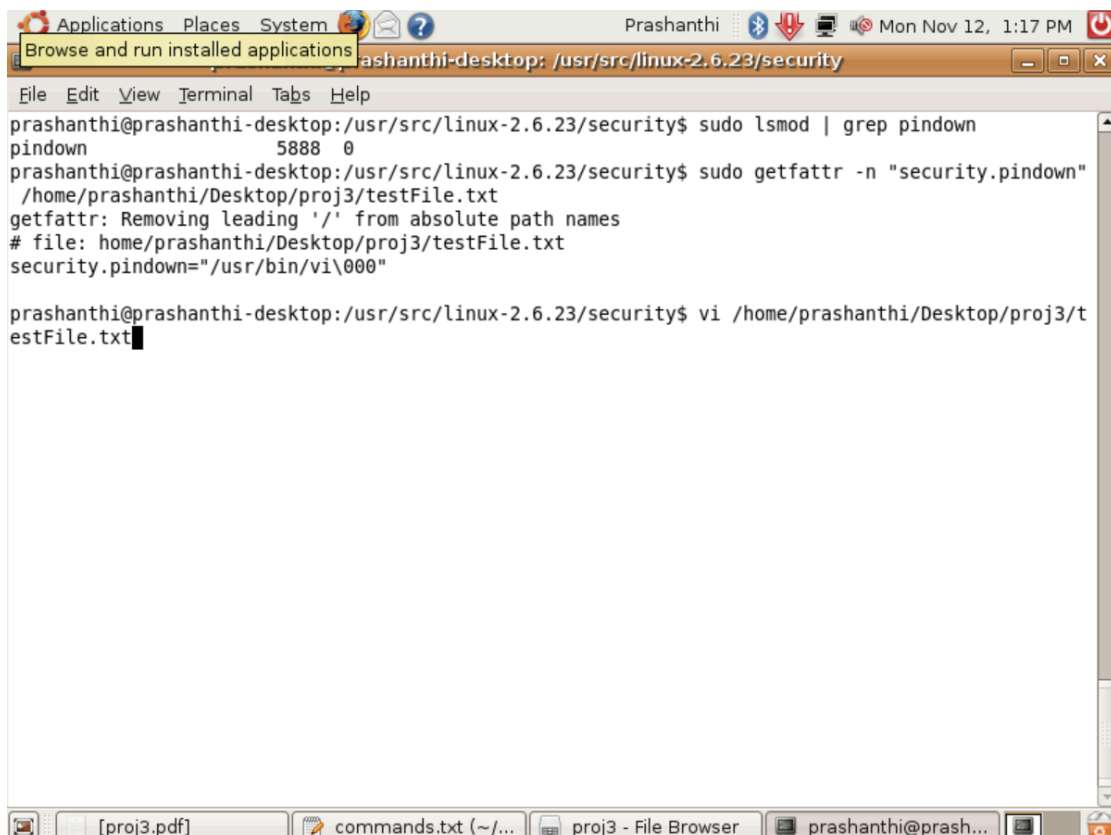 Applications Places System Prashanthi Mon Nov 12, 1:17 PM
Browse and run installed applications
ashanthi-desktop: /usr/src/linux-2.6.23/security
File Edit View Terminal Tabs Help
prashanthi@prashanthi-desktop:/usr/src/linux-2.6.23/security$ sudo lsmod | grep pindown
pindown 5888 0
prashanthi@prashanthi-desktop:/usr/src/linux-2.6.23/security$ sudo getfattr -n "security.pindown"
/home/prashanthi/Desktop/proj3/testFile.txt
getfattr: Removing leading '/' from absolute path names
# file: home/prashanthi/Desktop/proj3/testFile.txt
security.pindown="/usr/bin/vi\000"
prashanthi@prashanthi-desktop:/usr/src/linux-2.6.23/security$ vi /home/prashanthi/Desktop/proj3/t
estFile.txt
[proj3.pdf] commands.txt (~/... proj3 - File Browser prashanthi@prash...